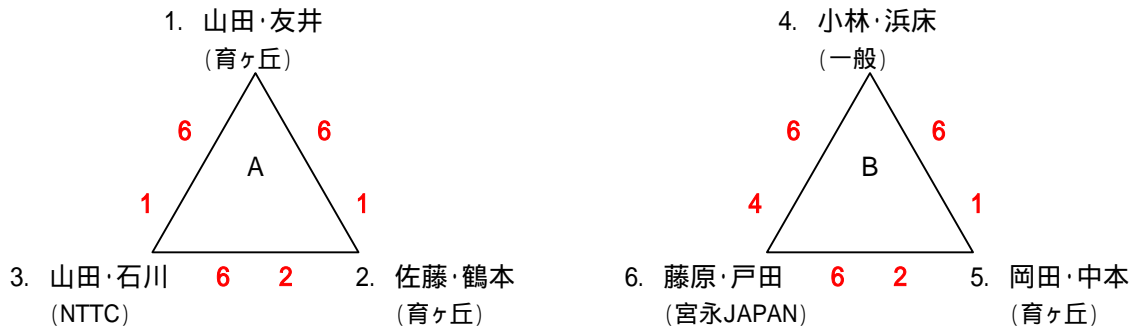 1. 山田・友井
(育ヶ丘)
6 6
A
1 1
3. 山田・石川 6 2 2. 佐藤・鶴本
(NTTC) (育ヶ丘)
4. 小林・浜床
(一般)
6 6
B
4 1
6. 藤原・戸田 6 2 5. 岡田・中本
(宮永JAPAN) (育ヶ丘)